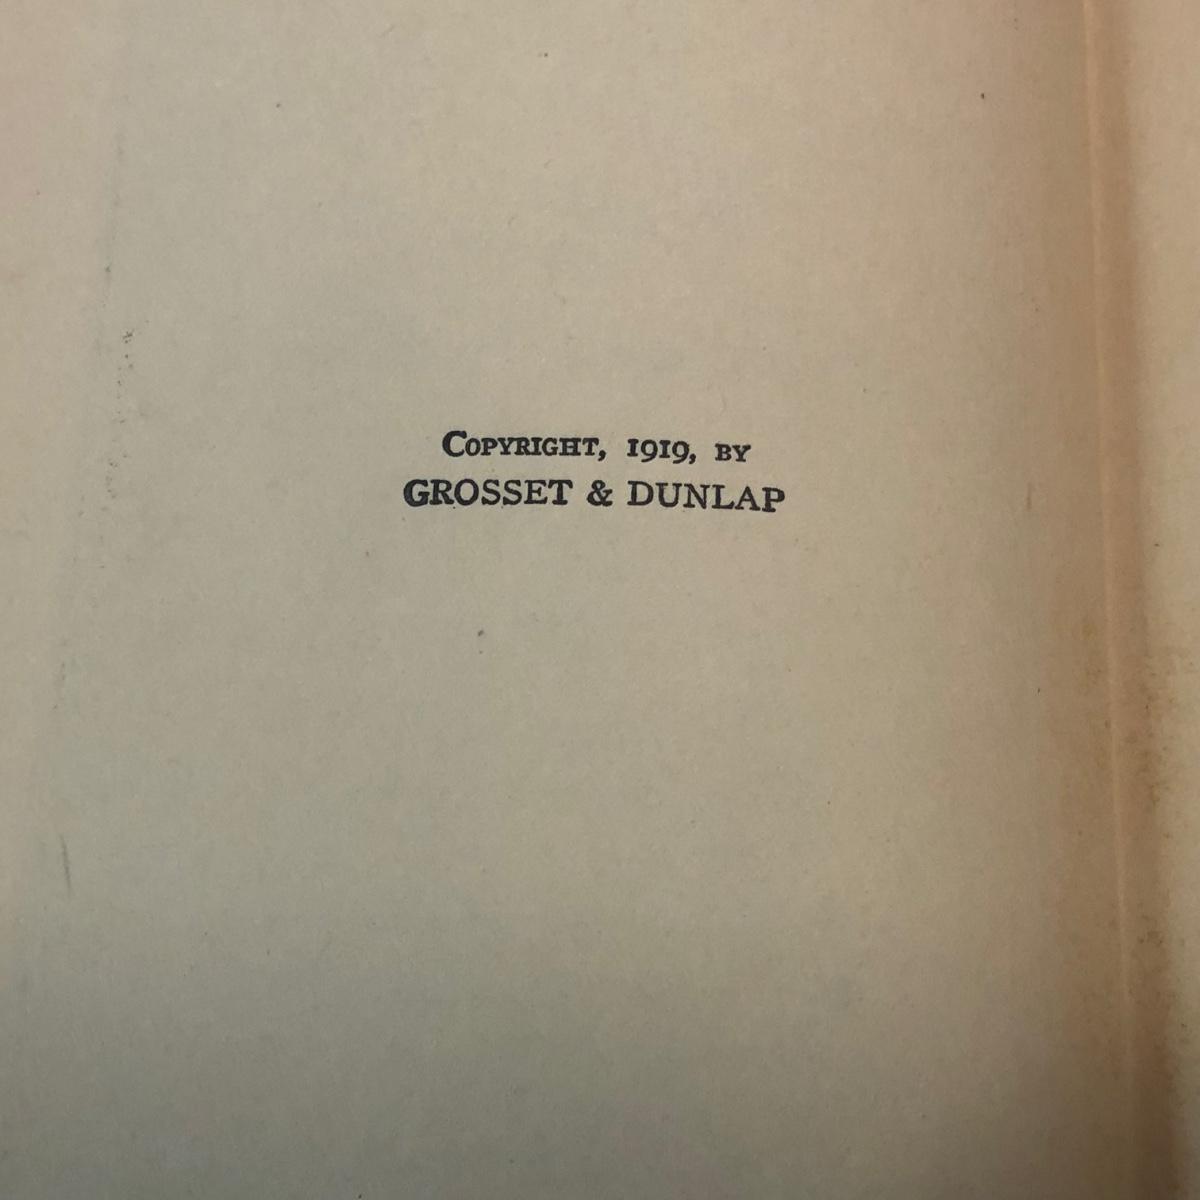 COPYRIGHT, 1919, BY
GROSSET & DUNLAP